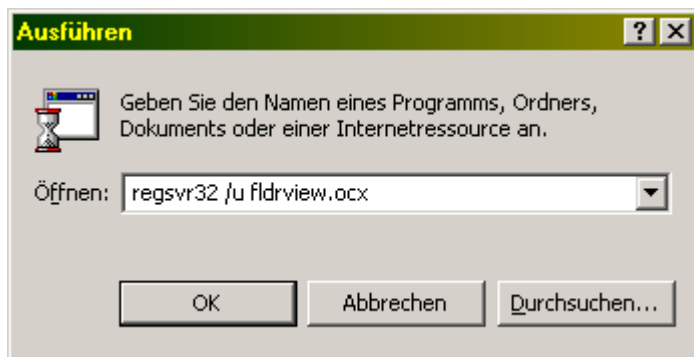 Ausführen
Geben Sie den Namen eines Programms, Ordners,
Dokuments oder einer Internetressource an.
Öffnen: regsvr32 /u fldrview.ocx
OK Abbrechen Durchsuchen...